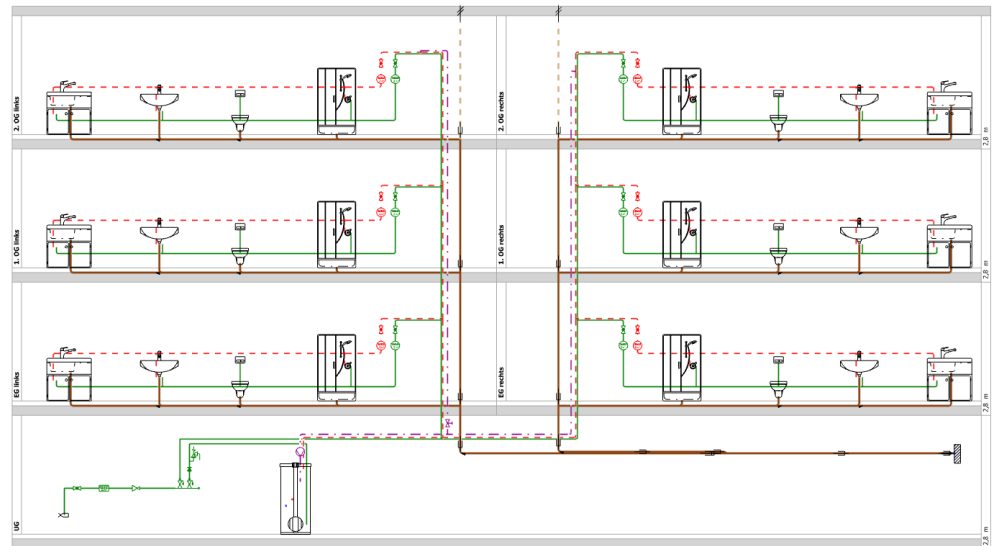 2. OG links
2. OG rechts
2,8 m
1. OG links
1. OG rechts
2,8 m
EG links
EG rechts
2,8 m
UG
2,8 m